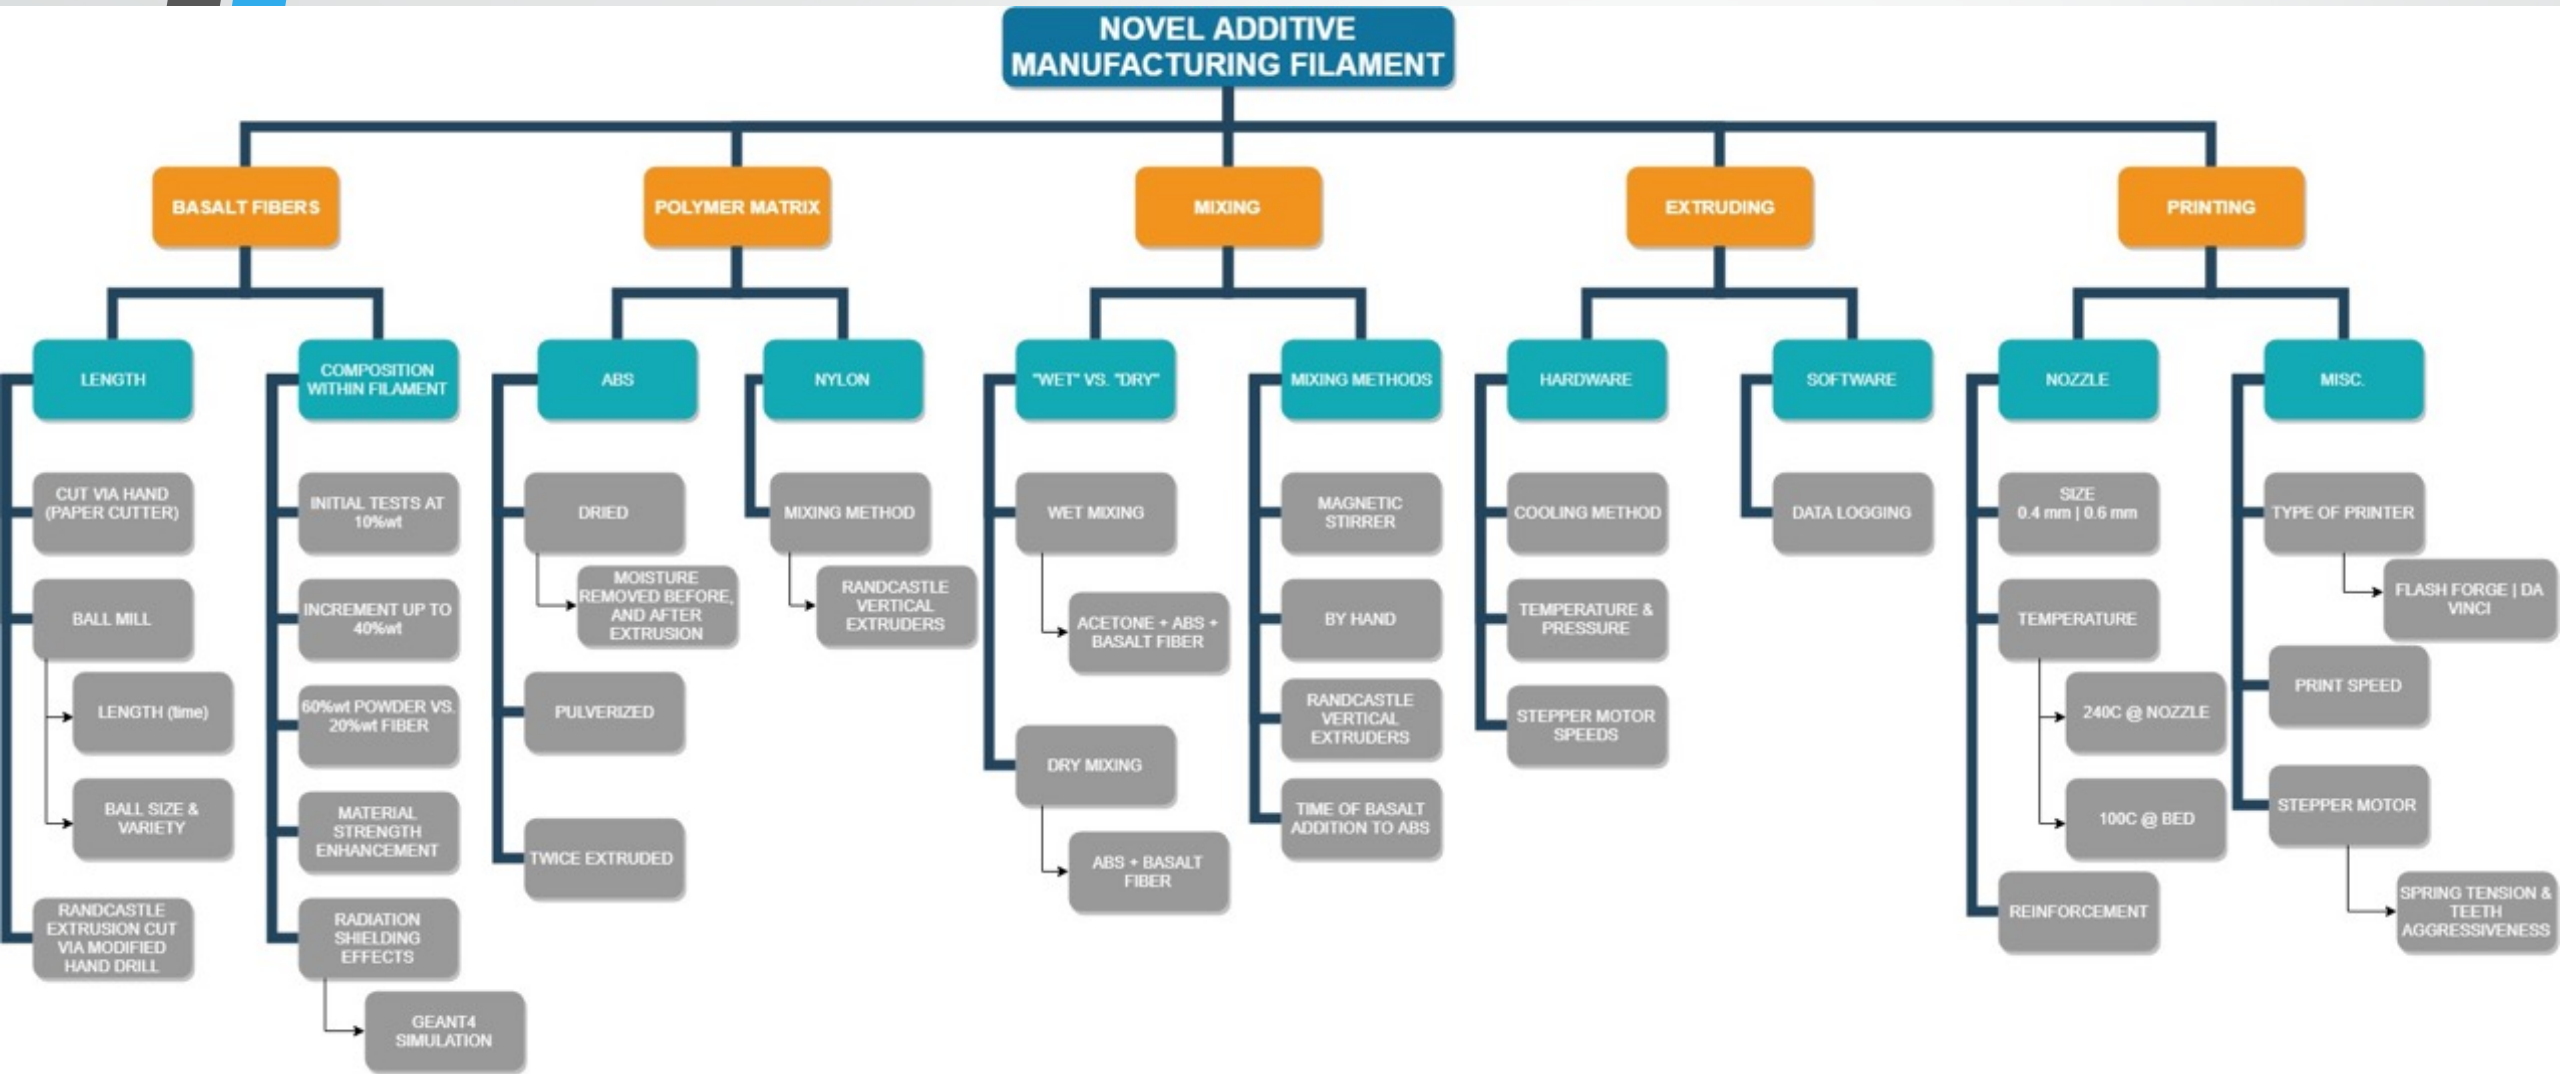 NOVEL ADDITIVE
MANUFACTURING FILAMENT
BASALT FIBERS
POLYMER MATRIX
MIXING
EXTRUDING
PRINTING
LENGTH
COMPOSITION
WITHIN FILAMENT
ABS
NYLON
"WET" VS. "DRY"
MIXING METHODS
HARDWARE
SOFTWARE
NOZZLE
MISC.
CUT VIA HAND
(PAPER CUTTER)
BALL MILL
LENGTH (time)
BALL SIZE &
VARIETY
RANDCASTLE
EXTRUSION CUT
VIA MODIFIED
HAND DRILL
INITIAL TESTS AT
10%wt
INCREMENT UP TO
40%wt
60%wt POWDER VS.
20%wt FIBER
MATERIAL
STRENGTH
ENHANCEMENT
RADIATION
SHIELDING
EFFECTS
GEANT4
SIMULATION
DRIED
MOISTURE
REMOVED BEFORE,
AND AFTER
EXTRUSION
PULVERIZED
TWICE EXTRUDED
MIXING METHOD
RANDCASTLE
VERTICAL
EXTRUDERS
WET MIXING
ACETONE + ABS +
BASALT FIBER
DRY MIXING
ABS + BASALT
FIBER
MAGNETIC
STIRRER
BY HAND
RANDCASTLE
VERTICAL
EXTRUDERS
TIME OF BASALT
ADDITION TO ABS
COOLING METHOD
TEMPERATURE &
PRESSURE
STEPPER MOTOR
SPEEDS
DATA LOGGING
SIZE
0.4 mm | 0.6 mm
TEMPERATURE
240C @ NOZZLE
100C @ BED
REINFORCEMENT
TYPE OF PRINTER
FLASH FORGE | DA
VINCI
PRINT SPEED
STEPPER MOTOR
SPRING TENSION &
TEETH
AGGRESSIVENESS